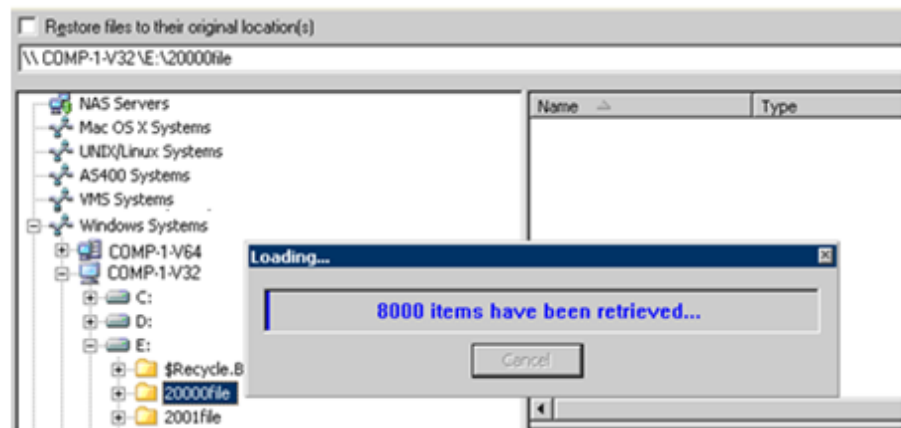 Restore files to their original location(s)
\\ COMP-1-V32\E:\20000file
Name Type
NAS Servers
Mac OS X Systems
UNIX/Linux Systems
AS400 Systems
VMS Systems
Windows Systems
COMP-1-V64
COMP-1-V32
C:
D:
E:
$Recycle.B
20000file
2001file
Loading...
8000 items have been retrieved...
Cancel